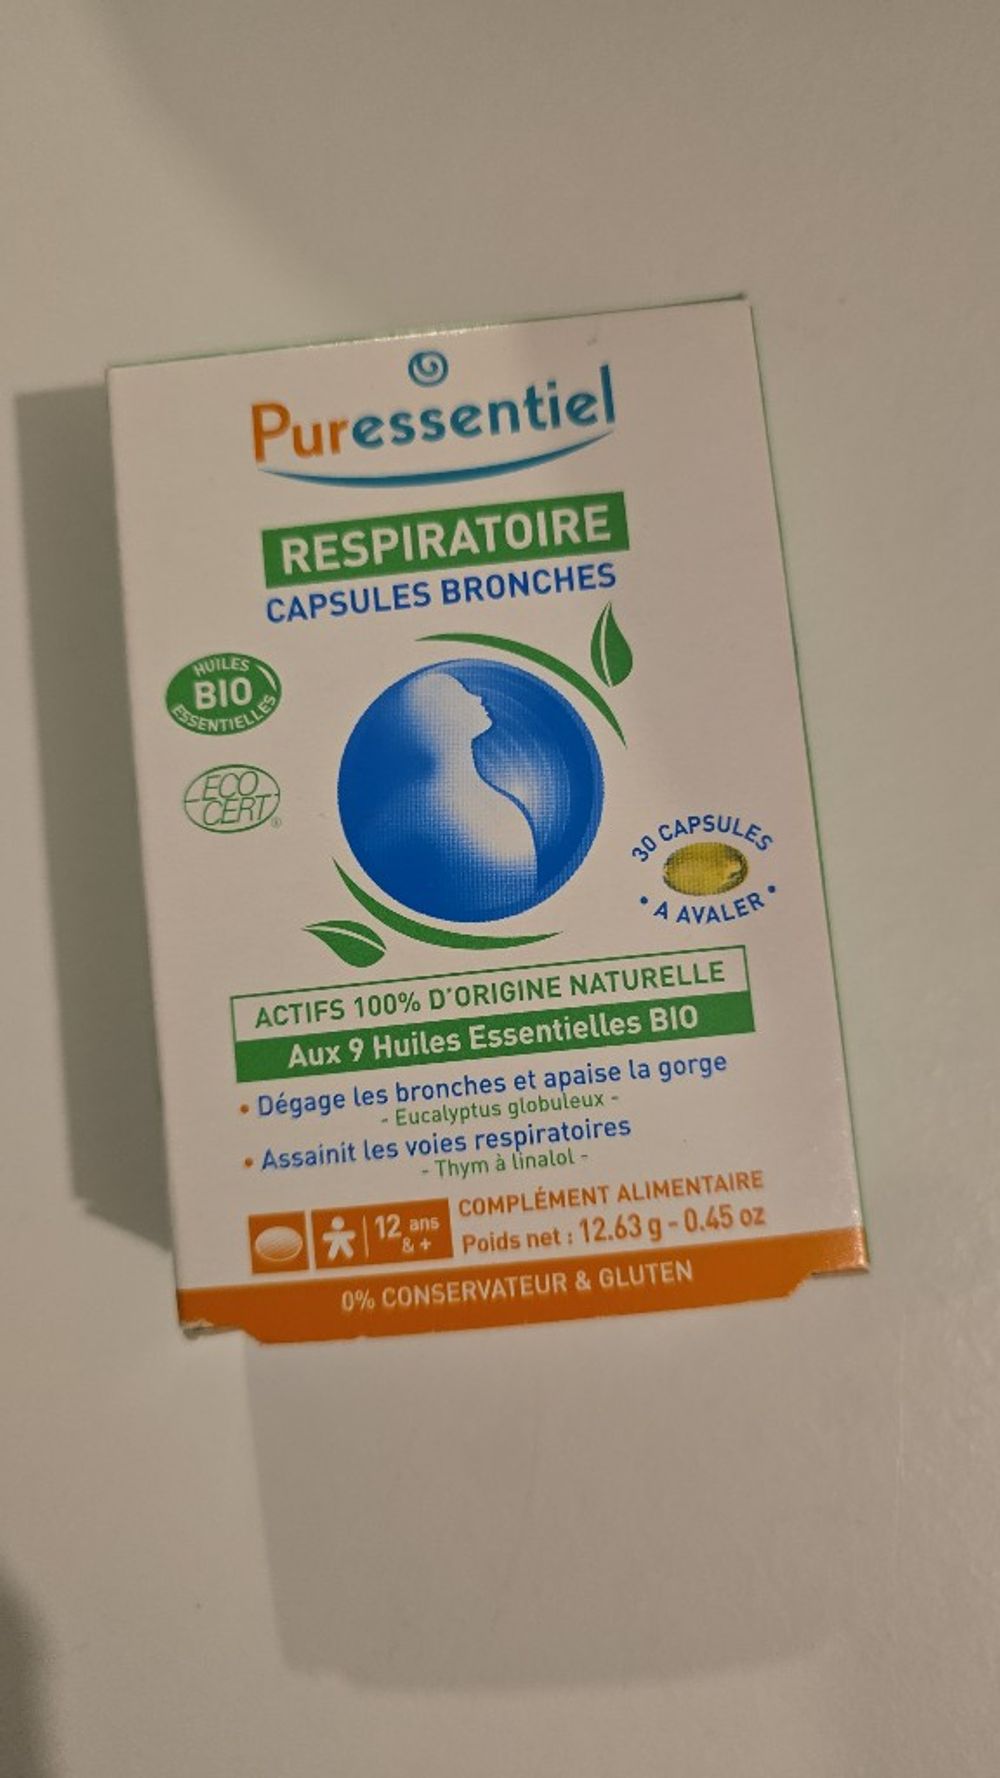 Puressentiel
RESPIRATOIRE
CAPSULES BRONCHES
HUILES
BIO
ESSENTIELLES
ECO
CERT
®
30 CAPSULES
• A AVALER •
ACTIFS 100% D'ORIGINE NATURELLE
Aux 9 Huiles Essentielles BIO
• Dégage les bronches et apaise la gorge
- Eucalyptus globuleux -
• Assainit les voies respiratoires
- Thym à linalol -
12 ans
& +
COMPLÉMENT ALIMENTAIRE
Poids net : 12.63 g - 0.45 oz
0% CONSERVATEUR & GLUTEN